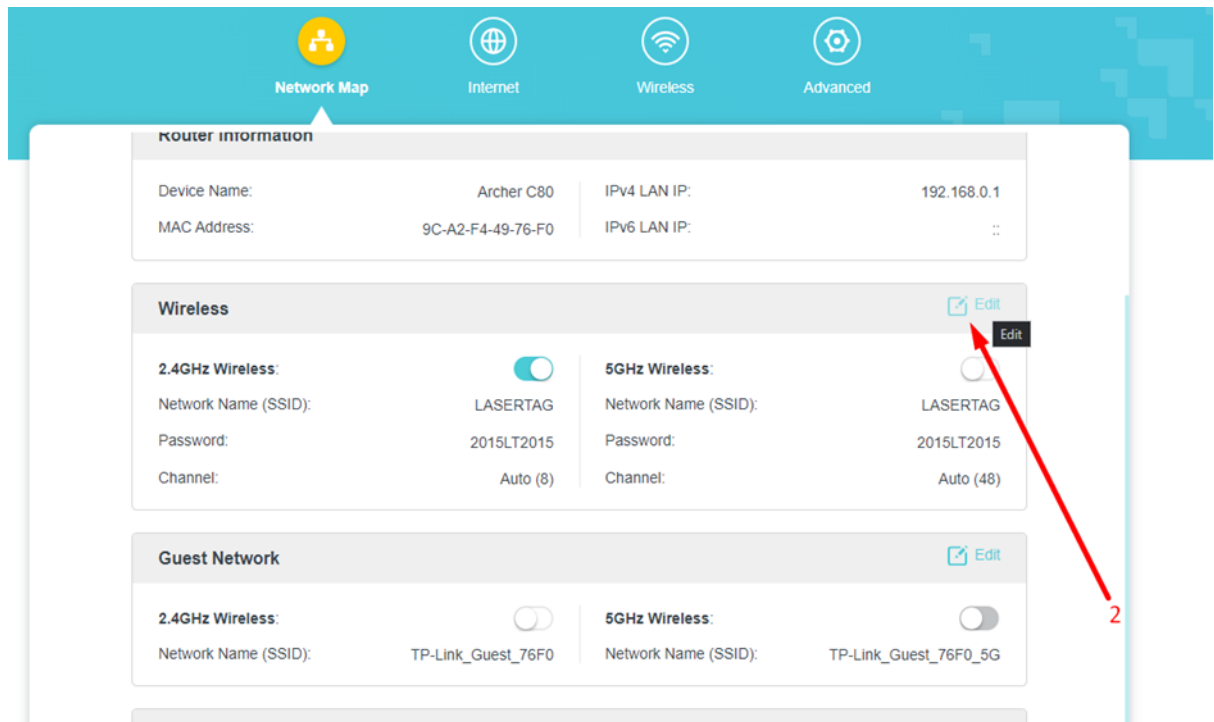 Network Map Internet Wireless Advanced
Router Information
Device Name: Archer C80 IPv4 LAN IP: 192.168.0.1
MAC Address: 9C-A2-F4-49-76-F0 IPv6 LAN IP: ::
Wireless Edit
Edit
2.4GHz Wireless: 5GHz Wireless:
Network Name (SSID): LASERTAG Network Name (SSID): LASERTAG
Password: 2015LT2015 Password: 2015LT2015
Channel: Auto (8) Channel: Auto (48)
Guest Network Edit
2.4GHz Wireless: 5GHz Wireless:
2
Network Name (SSID): TP-Link_Guest_76F0 Network Name (SSID): TP-Link_Guest_76F0_5G